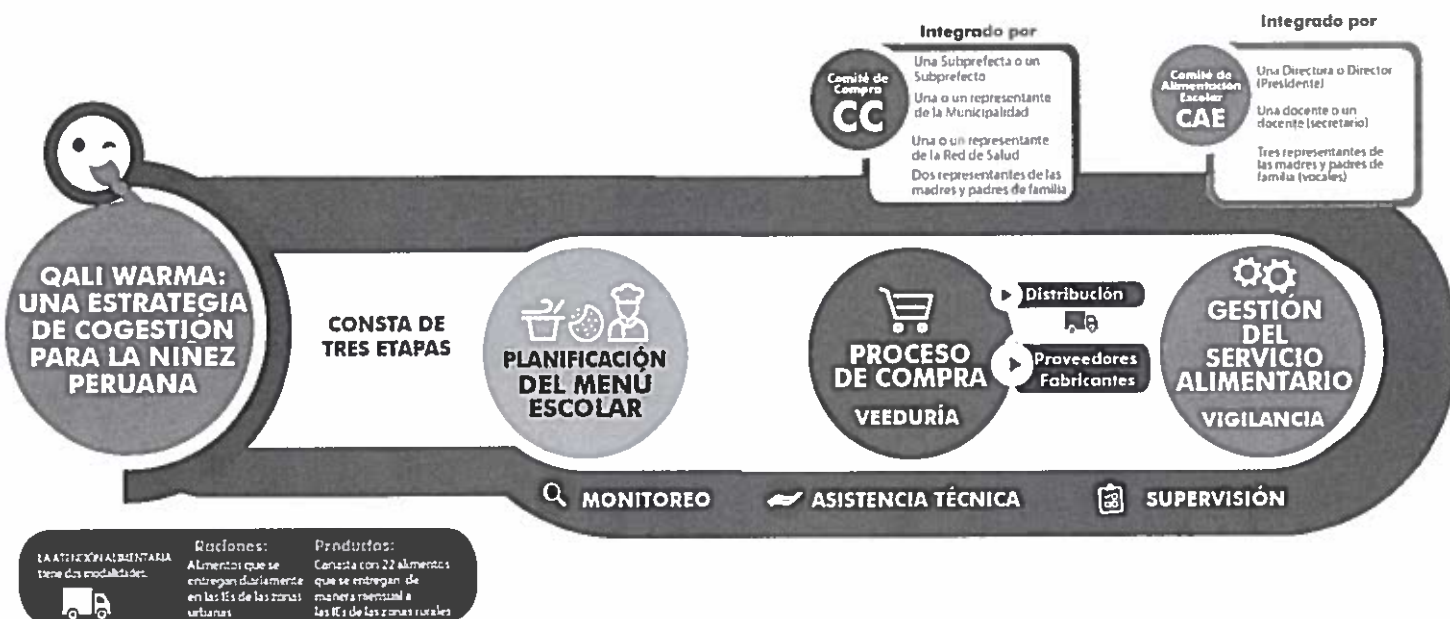 Integrado por
Comité de
Compra
CC
Una Subprefecta o un
Subprefecto
Una o un representante
de la Municipalidad
Una o un representante
de la Red de Salud
Dos representantes de las
madres y padres de familia
Integrado por
Comité de
Alimentación
Escolar
CAE
Una Directora o Director
(Presidente)
Una docente o un
docente (secretario)
Tres representantes de
las madres y padres de
familia (vocales)
QALI WARMA:
UNA ESTRATEGIA
DE COGESTIÓN
PARA LA NIÑEZ
PERUANA
CONSTA DE
TRES ETAPAS
PLANIFICACIÓN
DEL MENÚ
ESCOLAR
PROCESO
DE COMPRA
VEEDURÍA
Distribución
Proveedores
Fabricantes
GESTIÓN
DEL
SERVICIO
ALIMENTARIO
VIGILANCIA
MONITOREO
ASISTENCIA TÉCNICA
SUPERVISIÓN
LA ATENCIÓN ALIMENTARIA
tiene dos modalidades
Raciones:
Alimentos que se
entregan diariamente
en las IEs de las zonas
urbanas
Productos:
Canasta con 22 alimentos
que se entregan de
manera mensual a
las IEs de las zonas rurales